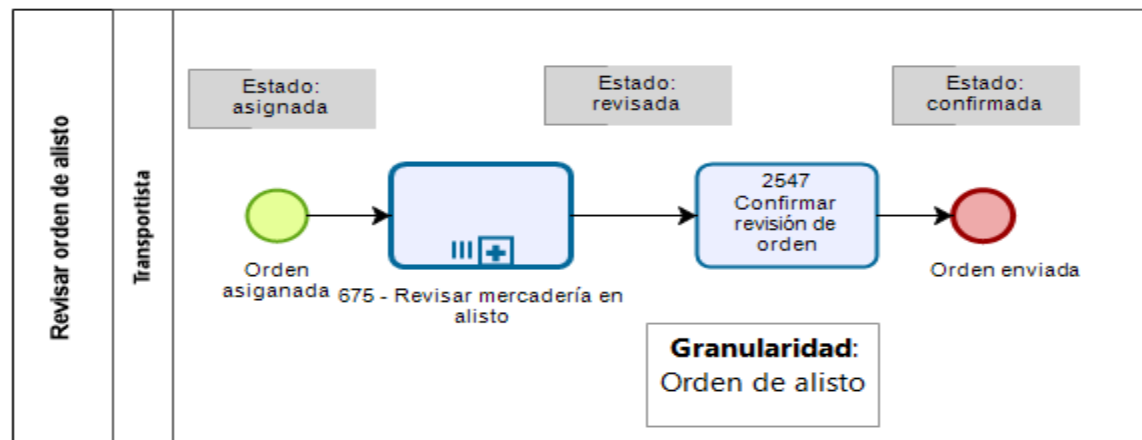 Revisar orden de alisto
Transportista
Estado:
asignada
Estado:
revisada
Estado:
confirmada
Orden
asiganada
675 - Revisar mercadería en
alisto
2547
Confirmar
revisión de
orden
Orden enviada
Granularidad:
Orden de alisto